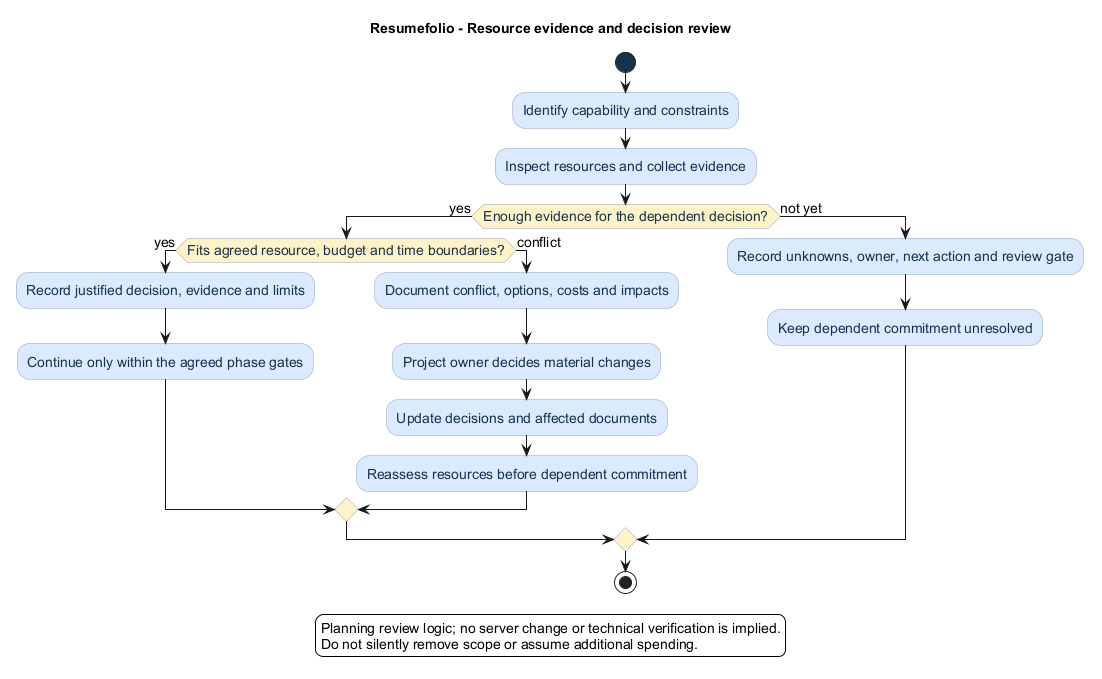 Resumefolio - Resource evidence and decision review
Identify capability and constraints
Inspect resources and collect evidence
yes
Enough evidence for the dependent decision?
not yet
yes
Fits agreed resource, budget and time boundaries?
conflict
Record unknowns, owner, next action and review gate
Record justified decision, evidence and limits
Document conflict, options, costs and impacts
Keep dependent commitment unresolved
Continue only within the agreed phase gates
Project owner decides material changes
Update decisions and affected documents
Reassess resources before dependent commitment
Planning review logic; no server change or technical verification is implied.
Do not silently remove scope or assume additional spending.